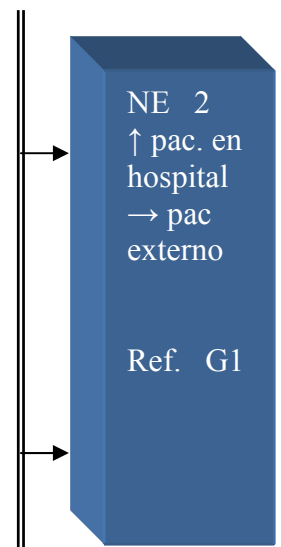 NE 2
↑ pac. en
hospital
→ pac
externo
Ref. G1